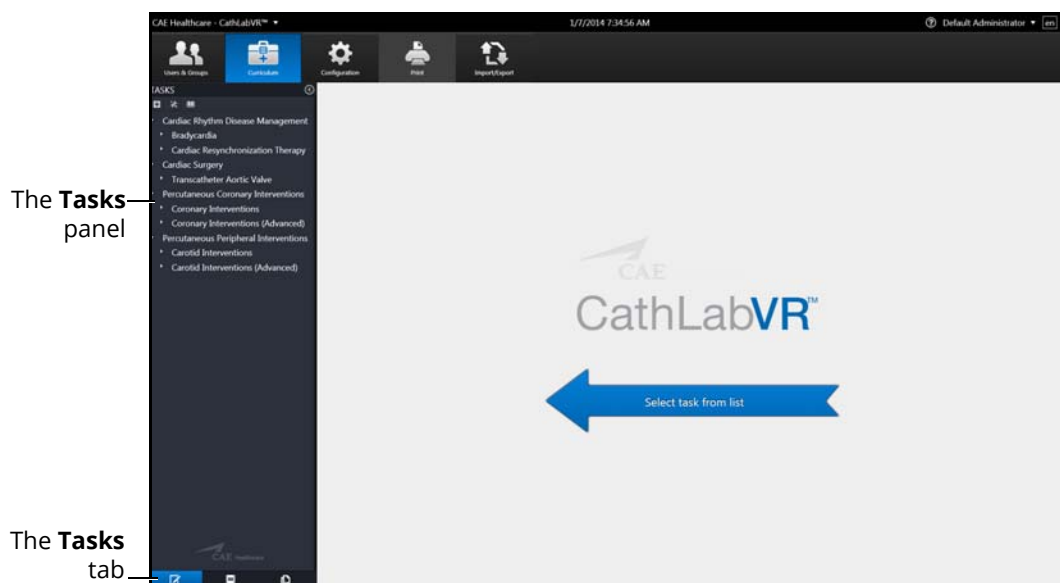 CAE Healthcare - CathLabVR™
1/7/2014 7:34:56 AM
Default Administrator
en
Users & Groups
Curriculum
Configuration
Print
Import/Export
TASKS
Cardiac Rhythm Disease Management
Bradycardia
Cardiac Resynchronization Therapy
Cardiac Surgery
Transcatheter Aortic Valve
Percutaneous Coronary Interventions
Coronary Interventions
Coronary Interventions (Advanced)
Percutaneous Peripheral Interventions
Carotid Interventions
Carotid Interventions (Advanced)
The Tasks
panel
CAE
CathLabVR™
Select task from list
CAE Healthcare
The Tasks
tab